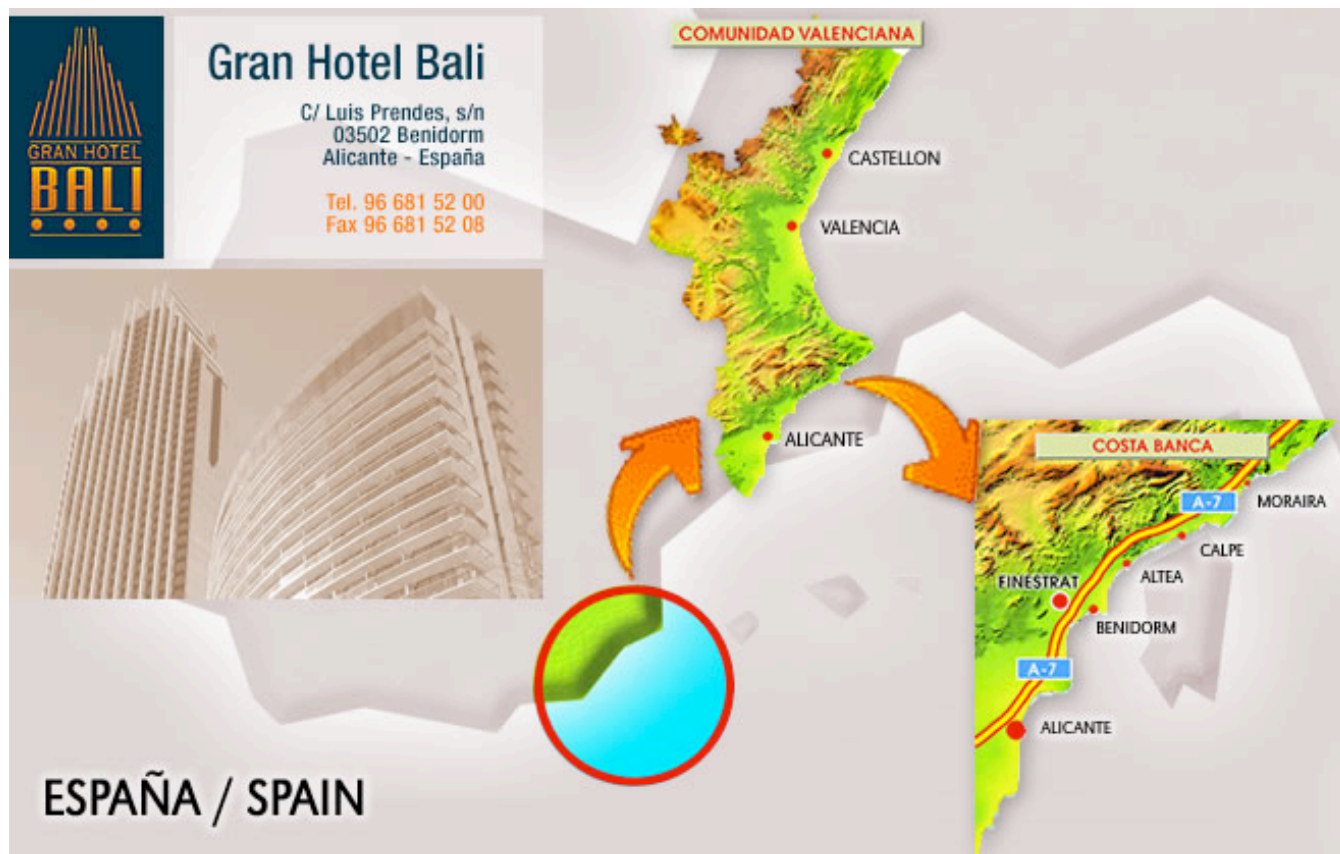 GRAN HOTEL
BALI
Gran Hotel Bali
C/ Luis Prendes, s/n
03502 Benidorm
Alicante - España
Tel. 96 681 52 00
Fax 96 681 52 08
COMUNIDAD VALENCIANA
CASTELLON
VALENCIA
ALICANTE
COSTA BANCA
A-7
MORAIRA
CALPE
ALTEA
FINESTRAT
BENIDORM
A-7
ALICANTE
ESPAÑA / SPAIN